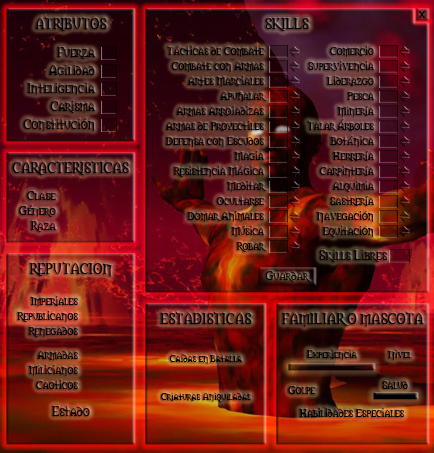 ATRIBUTOS
Fuerza
Agilidad
Inteligencia
Carisma
Constitución
CARACTERISTICAS
Clase
Género
Raza
REPUTACION
Imperiales
Republicanos
Renegados
Armadas
Milicianos
Caoticos
Estado
SKILLS
X
Tácticas de Combate
Combate con Armas
Artes Marciales
Apuñalar
Armas Arrojadizas
Armas de Proyectiles
Defensa con Escudos
Magia
Resistencia Mágica
Meditar
Ocultarse
Domar Animales
Música
Robar
Comercio
Supervivencia
Liderazgo
Pesca
Minería
Talar Árboles
Botánica
Herrería
Carpintería
Alquimia
Sastrería
Navegación
Equitación
Skills Libres
Guardar
ESTADISTICAS
Caidas en Batalla
Criaturas Aniquiladas
FAMILIAR O MASCOTA
Experiencia Nivel
Golpe Salud
Habilidades Especiales